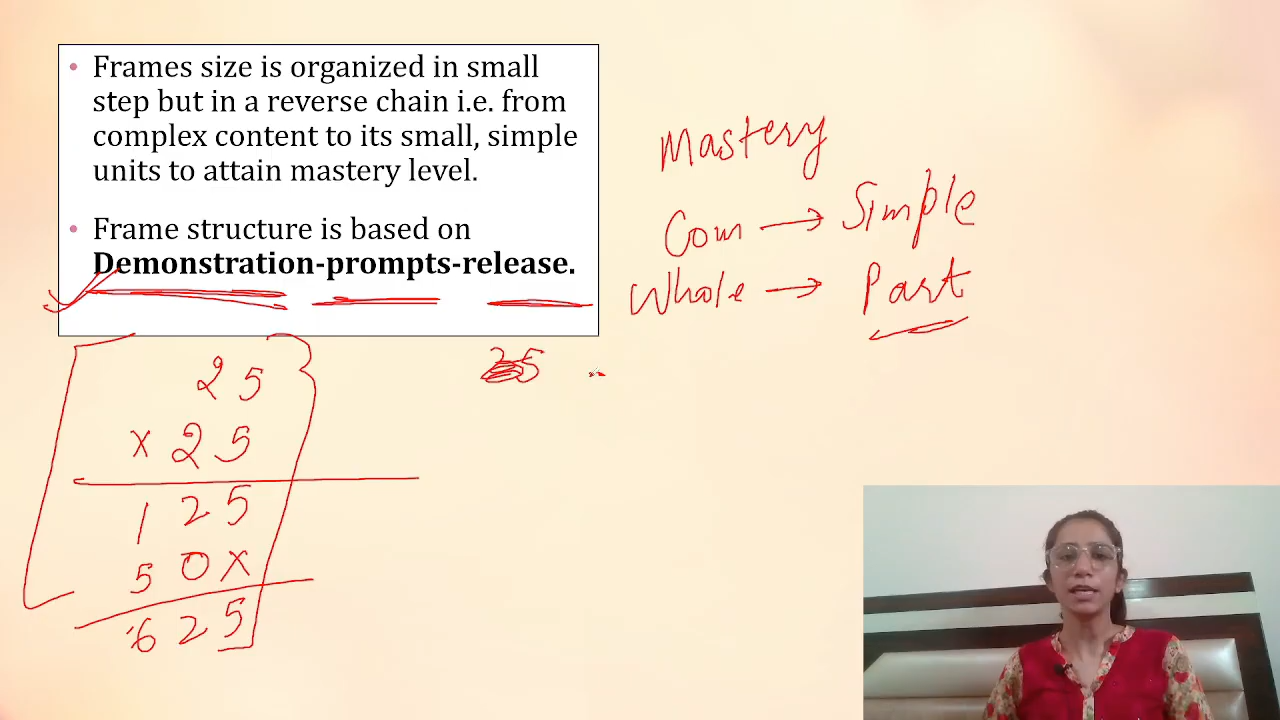 • Frames size is organized in small
step but in a reverse chain i.e. from
complex content to its small, simple
units to attain mastery level.
• Frame structure is based on
Demonstration-prompts-release.
Mastery
Com → Simple
Whole → Part
25
x 25
125
50x
625
25